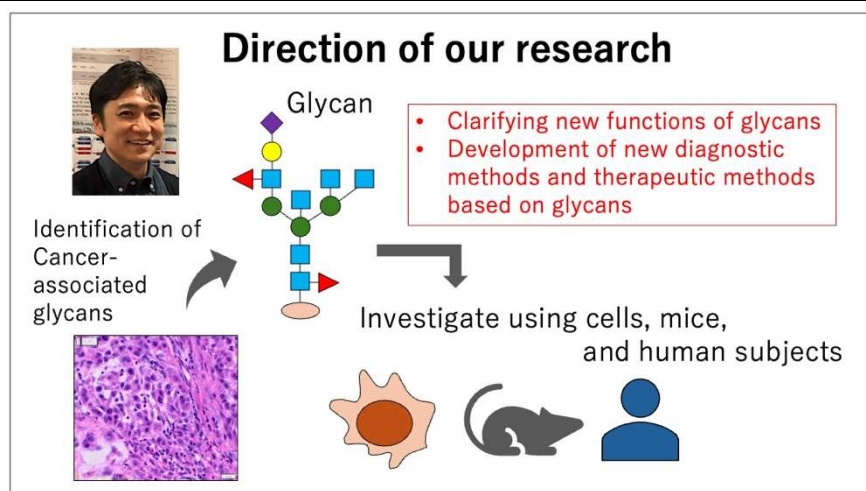 Direction of our research
Glycan
• Clarifying new functions of glycans
• Development of new diagnostic
methods and therapeutic methods
based on glycans
Identification of
Cancer-
associated
glycans
Investigate using cells, mice,
and human subjects